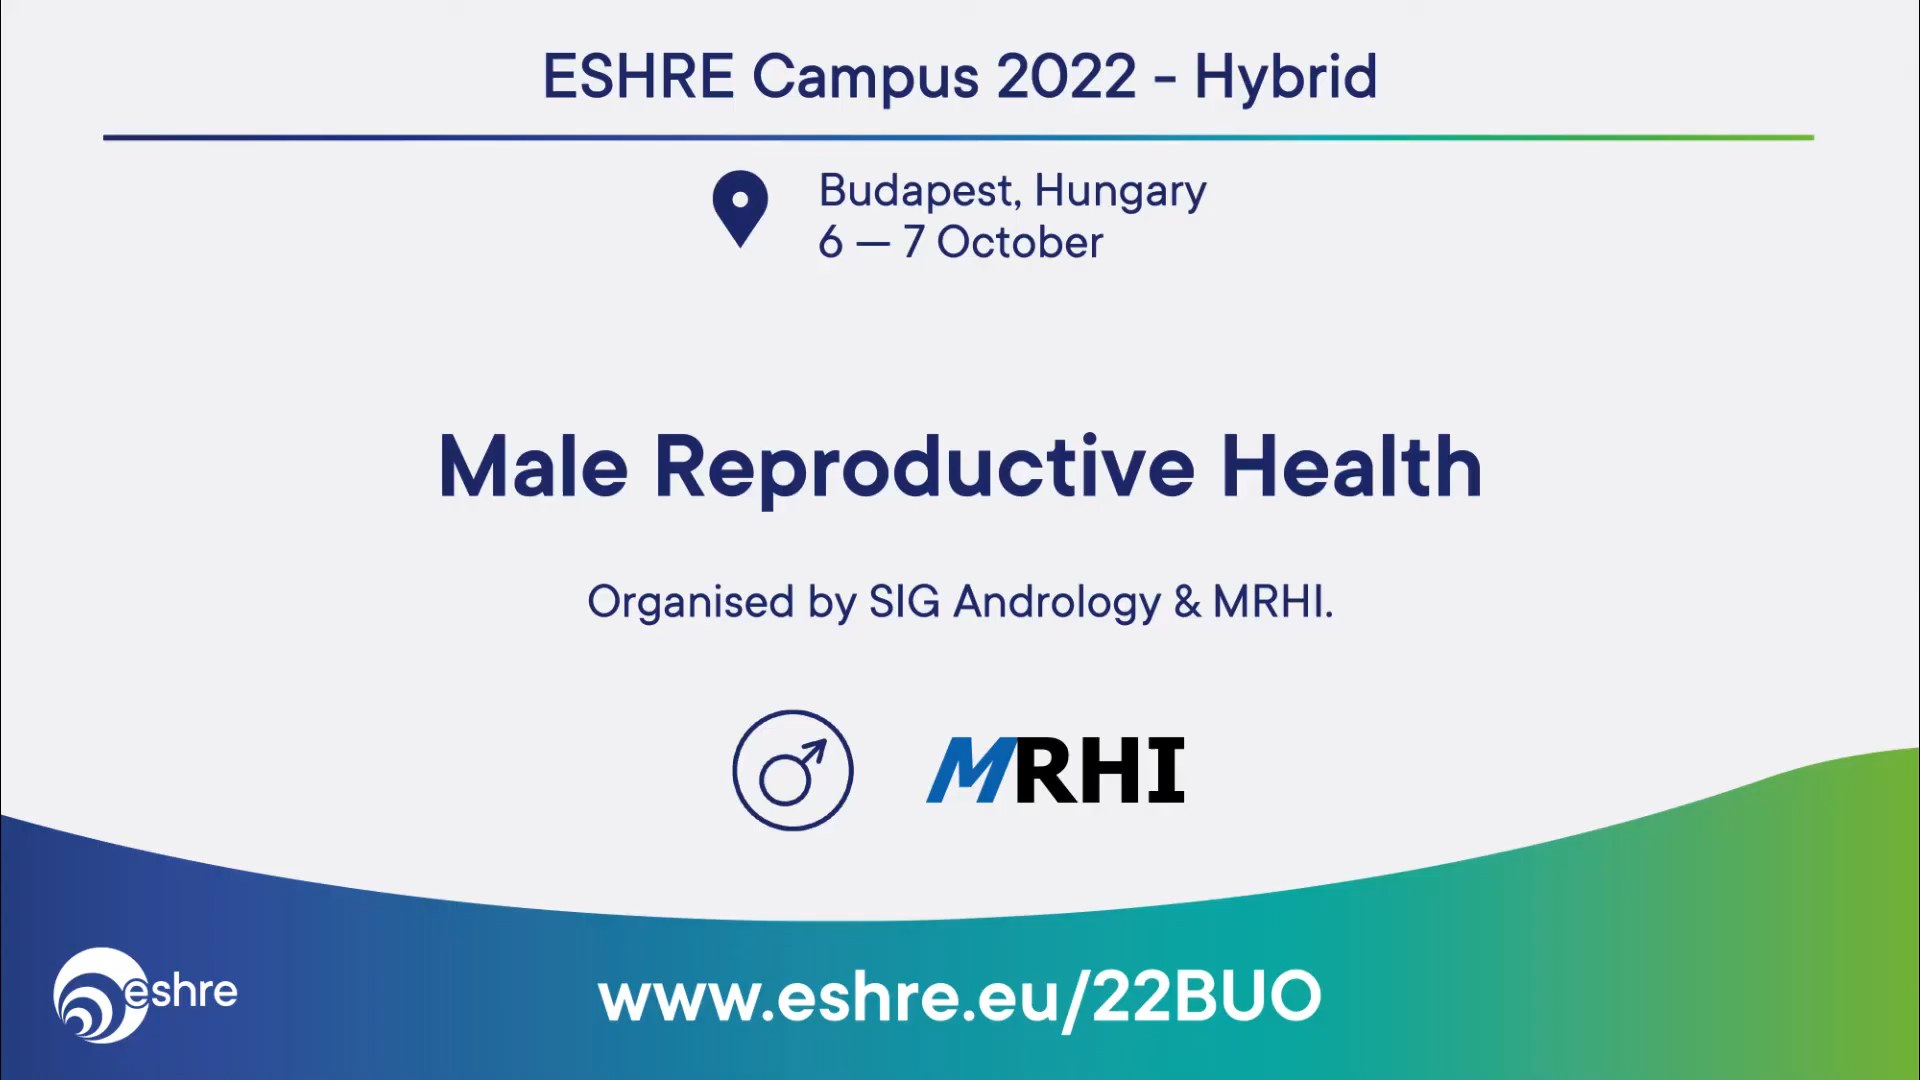 ESHRE Campus 2022 - Hybrid
Budapest, Hungary
6 — 7 October
Male Reproductive Health
Organised by SIG Andrology & MRHI.
MRHI
eshre
www.eshre.eu/22BUO